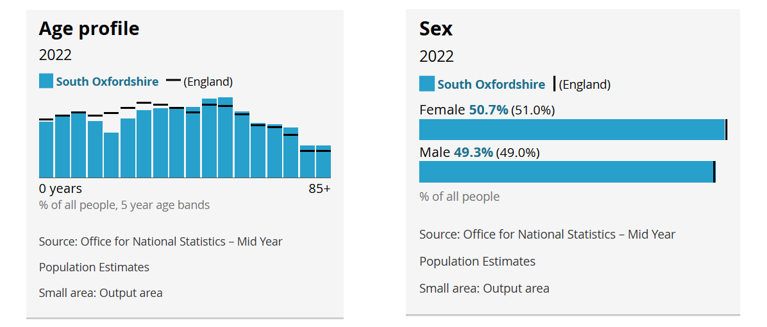 Age profile
2022
South Oxfordshire (England)
0 years 85+
% of all people, 5 year age bands
Source: Office for National Statistics – Mid Year
Population Estimates
Small area: Output area
Sex
2022
South Oxfordshire (England)
Female 50.7% (51.0%)
Male 49.3% (49.0%)
% of all people
Source: Office for National Statistics – Mid Year
Population Estimates
Small area: Output area